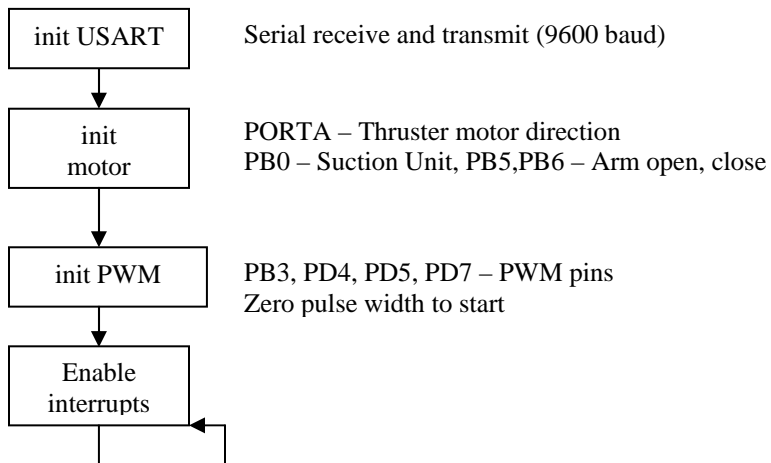 init USART
Serial receive and transmit (9600 baud)
init
motor
PORTA – Thruster motor direction
PB0 – Suction Unit, PB5,PB6 – Arm open, close
init PWM
PB3, PD4, PD5, PD7 – PWM pins
Zero pulse width to start
Enable
interrupts